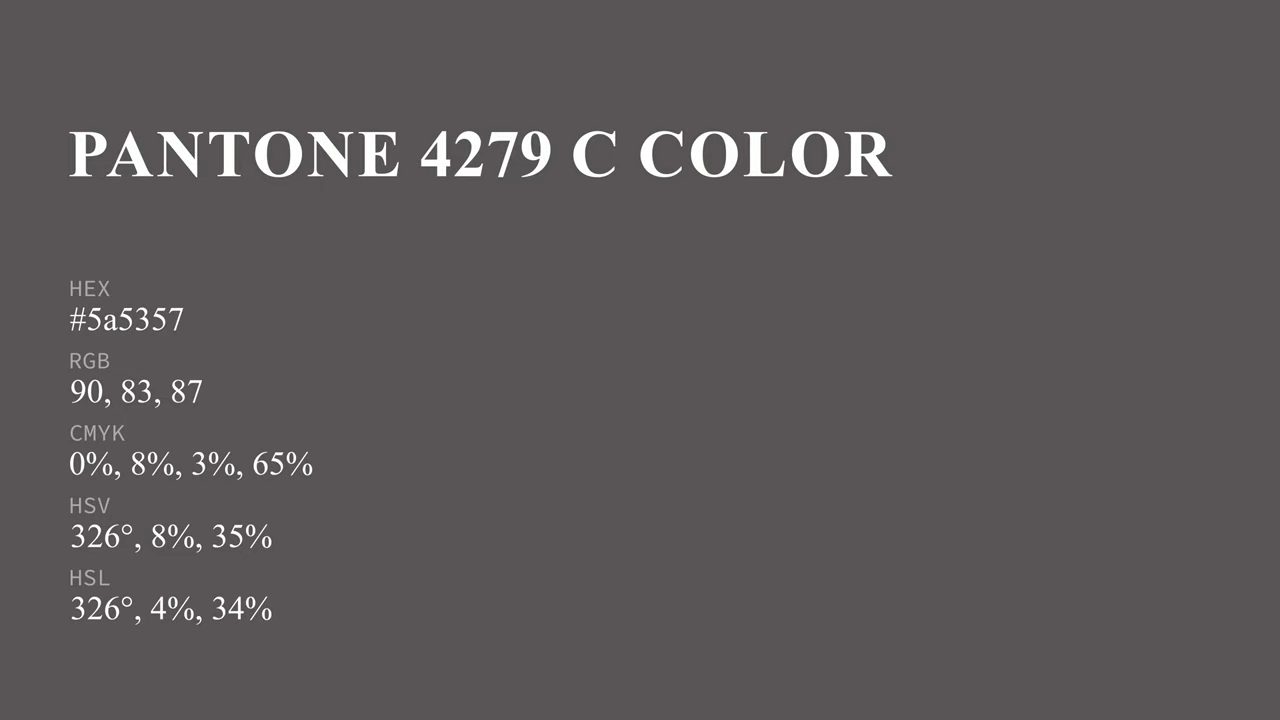 PANTONE 4279 C COLOR
HEX
#5a5357
RGB
90, 83, 87
CMYK
0%, 8%, 3%, 65%
HSV
326°, 8%, 35%
HSL
326°, 4%, 34%